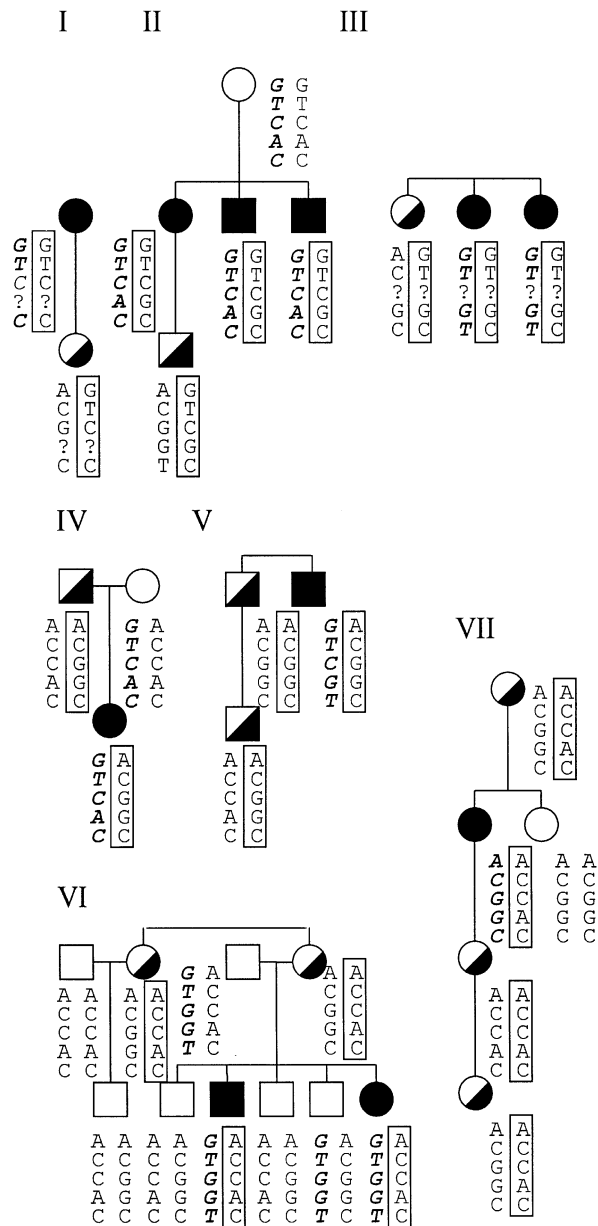 I
G G
T T
C C
? ?
C C
A G
C T
G C
? ?
C C
II
G G
T T
C C
A A
C C
G G G G G G
T T T T T T
C C C C C C
A G A G A G
C C C C C C
A G
C T
G C
G G
T C
III
A G G G G G
C T T T T T
? ? ? ? ? ?
G G G G G G
C C T C T C
IV
A A G A
C C T C
C G C C
A G A A
C C C C
G A
T C
C G
A G
C C
V
A A G A
C C T C
G G C G
G G G G
C C T C
A A
C C
C G
A G
C C
VI
A A A A G A A A
C C C C T C C C
C C G C G C G C
A A G A G A G A
C C C C T C C C
A A A A G A A A G A G A
C C C C T C C C T C T C
C G C G G C C G G G G C
A G A G G A A G G G G A
C C C C T C C C T C T C
VII
A A
C C
G C
G A
C C
A A A A
C C C C
G C G G
G A G G
C C C C
A A
C C
C C
A A
C C
A A
C C
G C
G A
C C